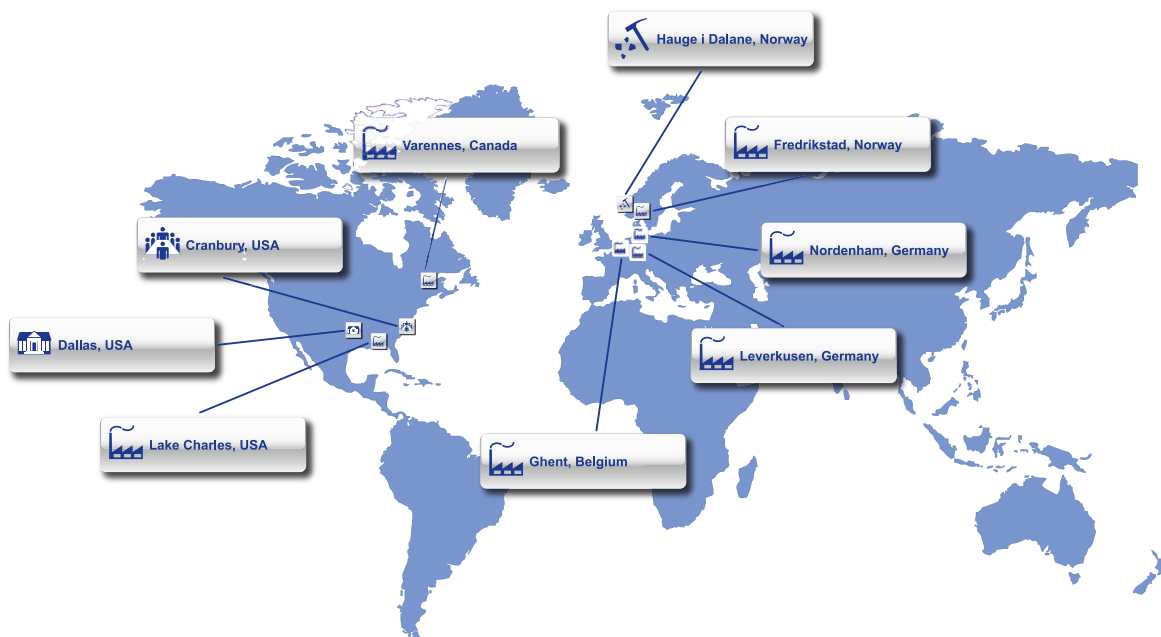 Hauge i Dalane, Norway
Varennes, Canada
Fredrikstad, Norway
Cranbury, USA
Nordenham, Germany
Dallas, USA
Leverkusen, Germany
Lake Charles, USA
Ghent, Belgium